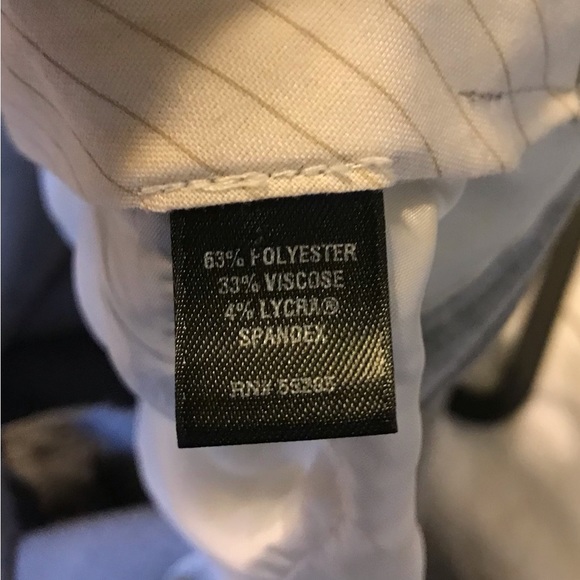 63% POLYESTER
33% VISCOSE
4% LYCRA®
SPANDEX
RN#